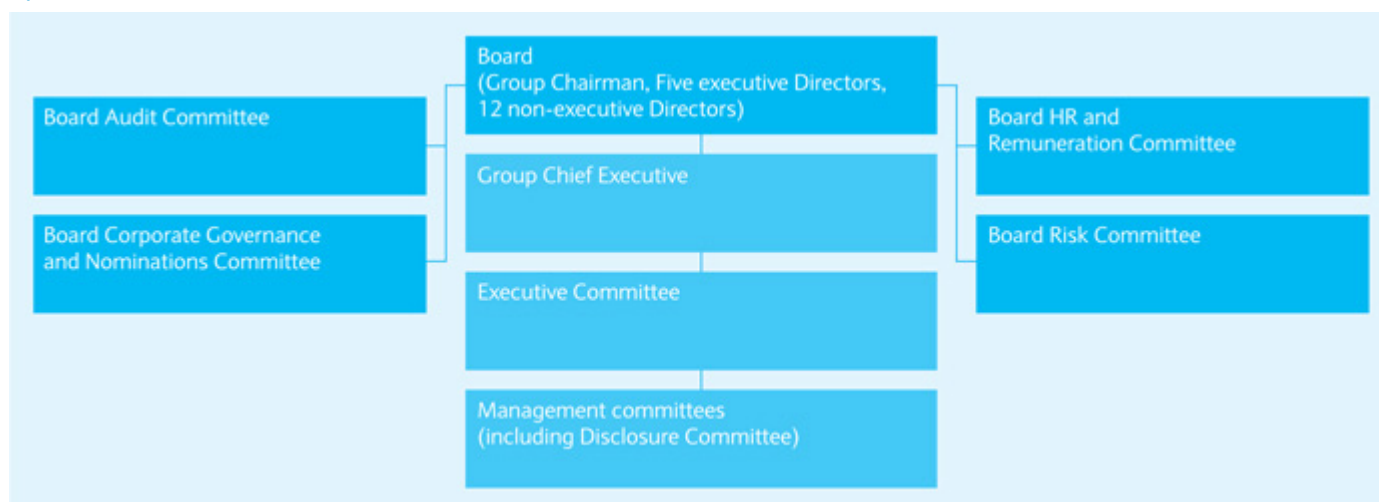 Board
(Group Chairman, Five executive Directors,
12 non-executive Directors)
Board Audit Committee
Board HR and
Remuneration Committee
Group Chief Executive
Board Corporate Governance
and Nominations Committee
Board Risk Committee
Executive Committee
Management committees
(including Disclosure Committee)